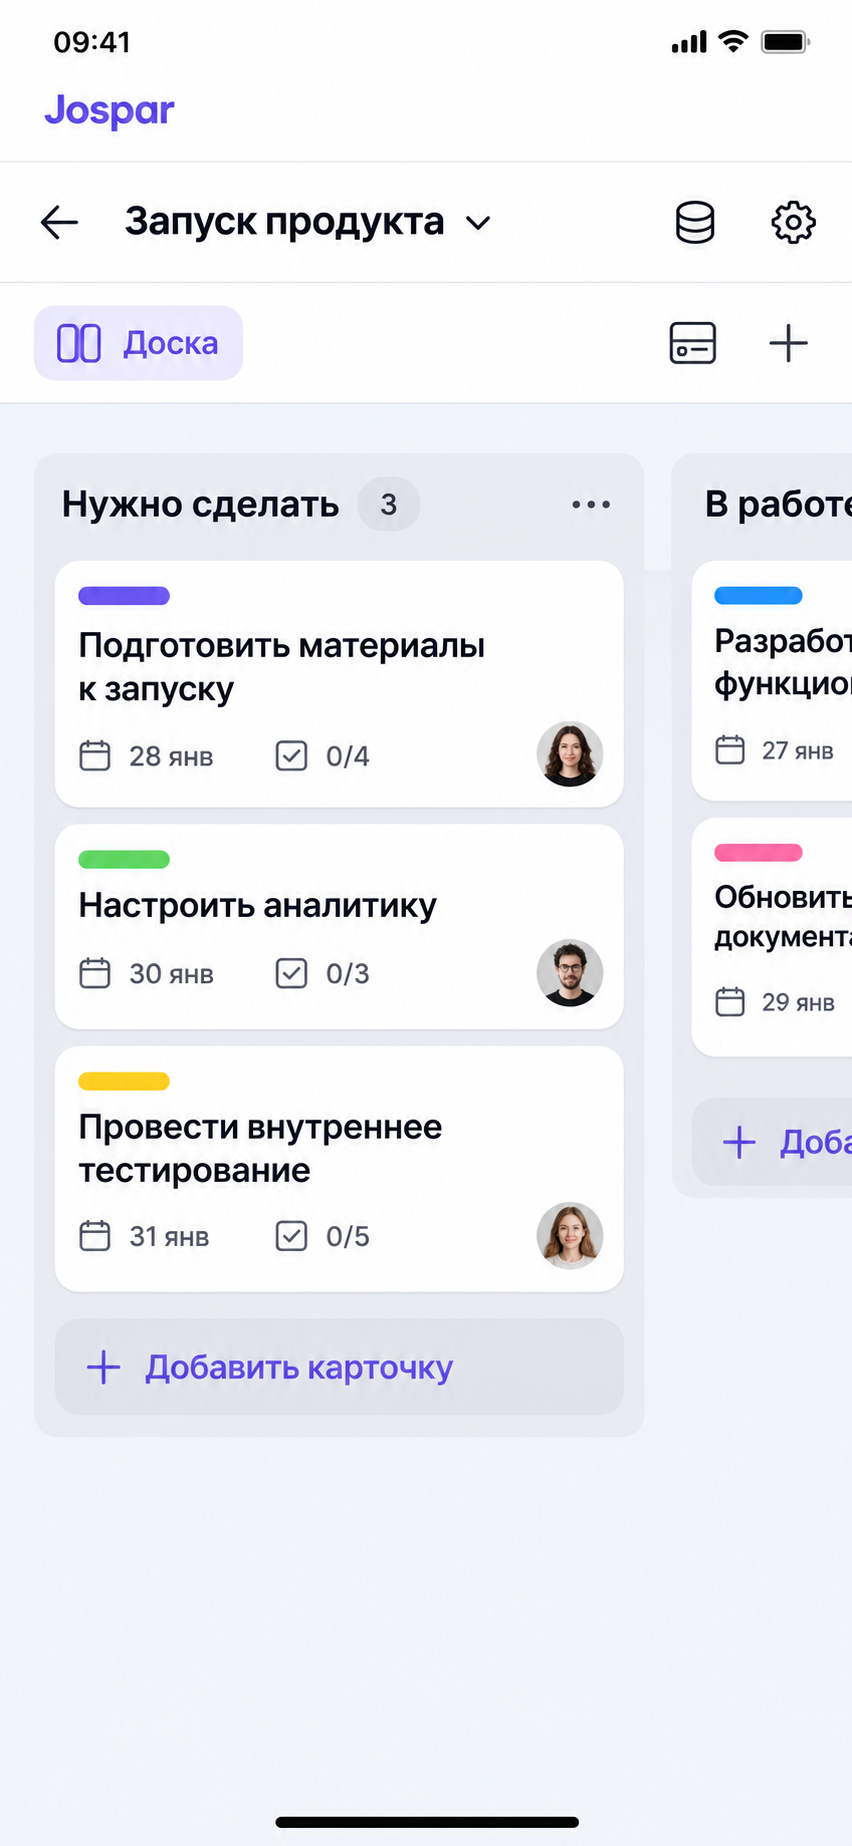 09:41
Jospar
Запуск продукта
Доска
Нужно сделать 3
Подготовить материалы
к запуску
28 янв 0/4
Настроить аналитику
30 янв 0/3
Провести внутреннее
тестирование
31 янв 0/5
Добавить карточку
В работе
27 янв
Обновить
29 янв